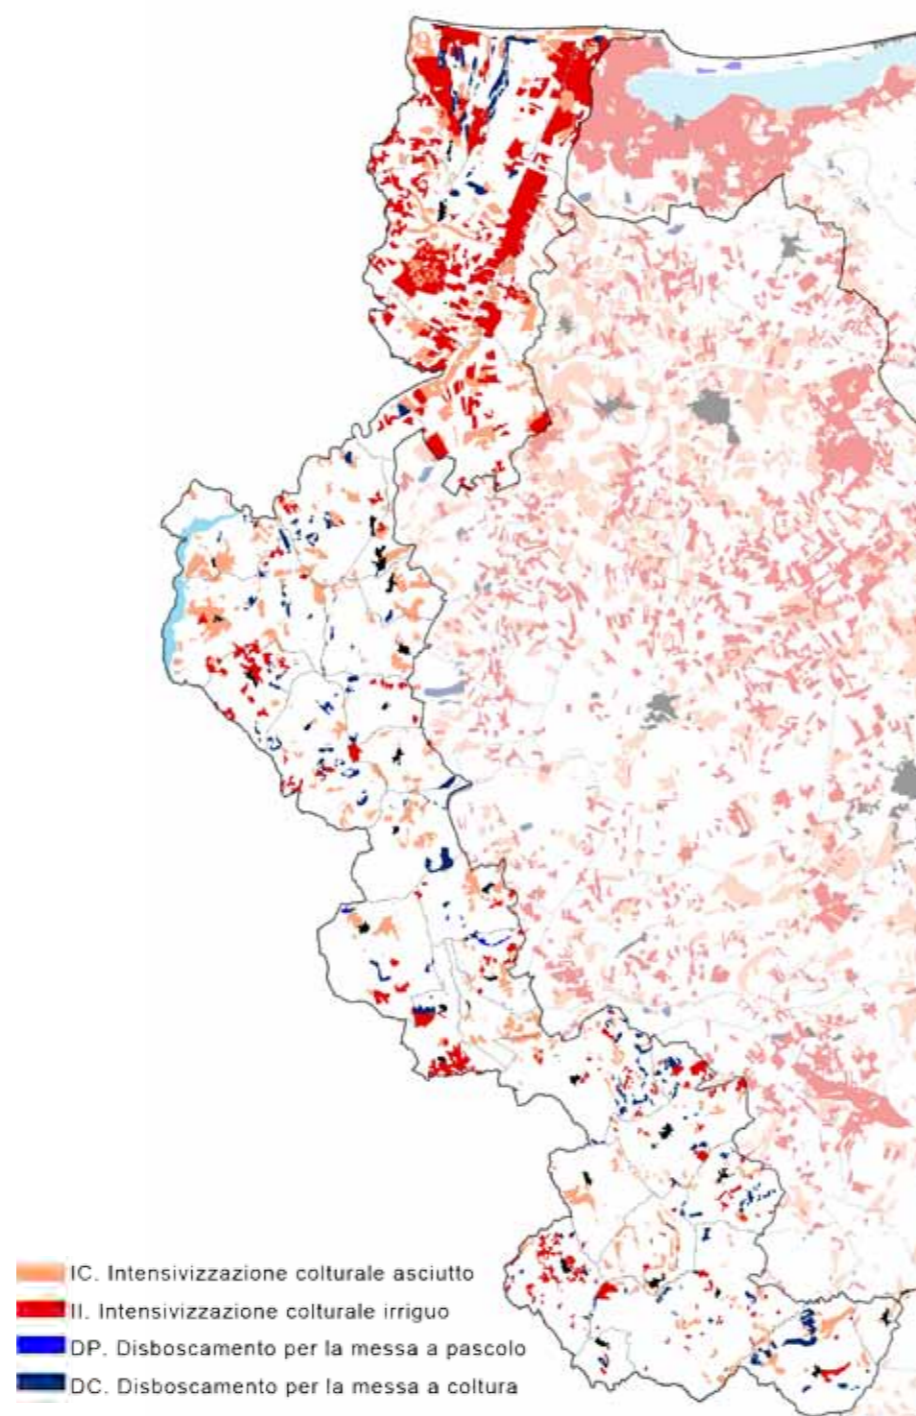 IC. Intensivizzazione colturale asciutto
II. Intensivizzazione colturale irriguo
DP. Disboscamento per la messa a pascolo
DC. Disboscamento per la messa a coltura